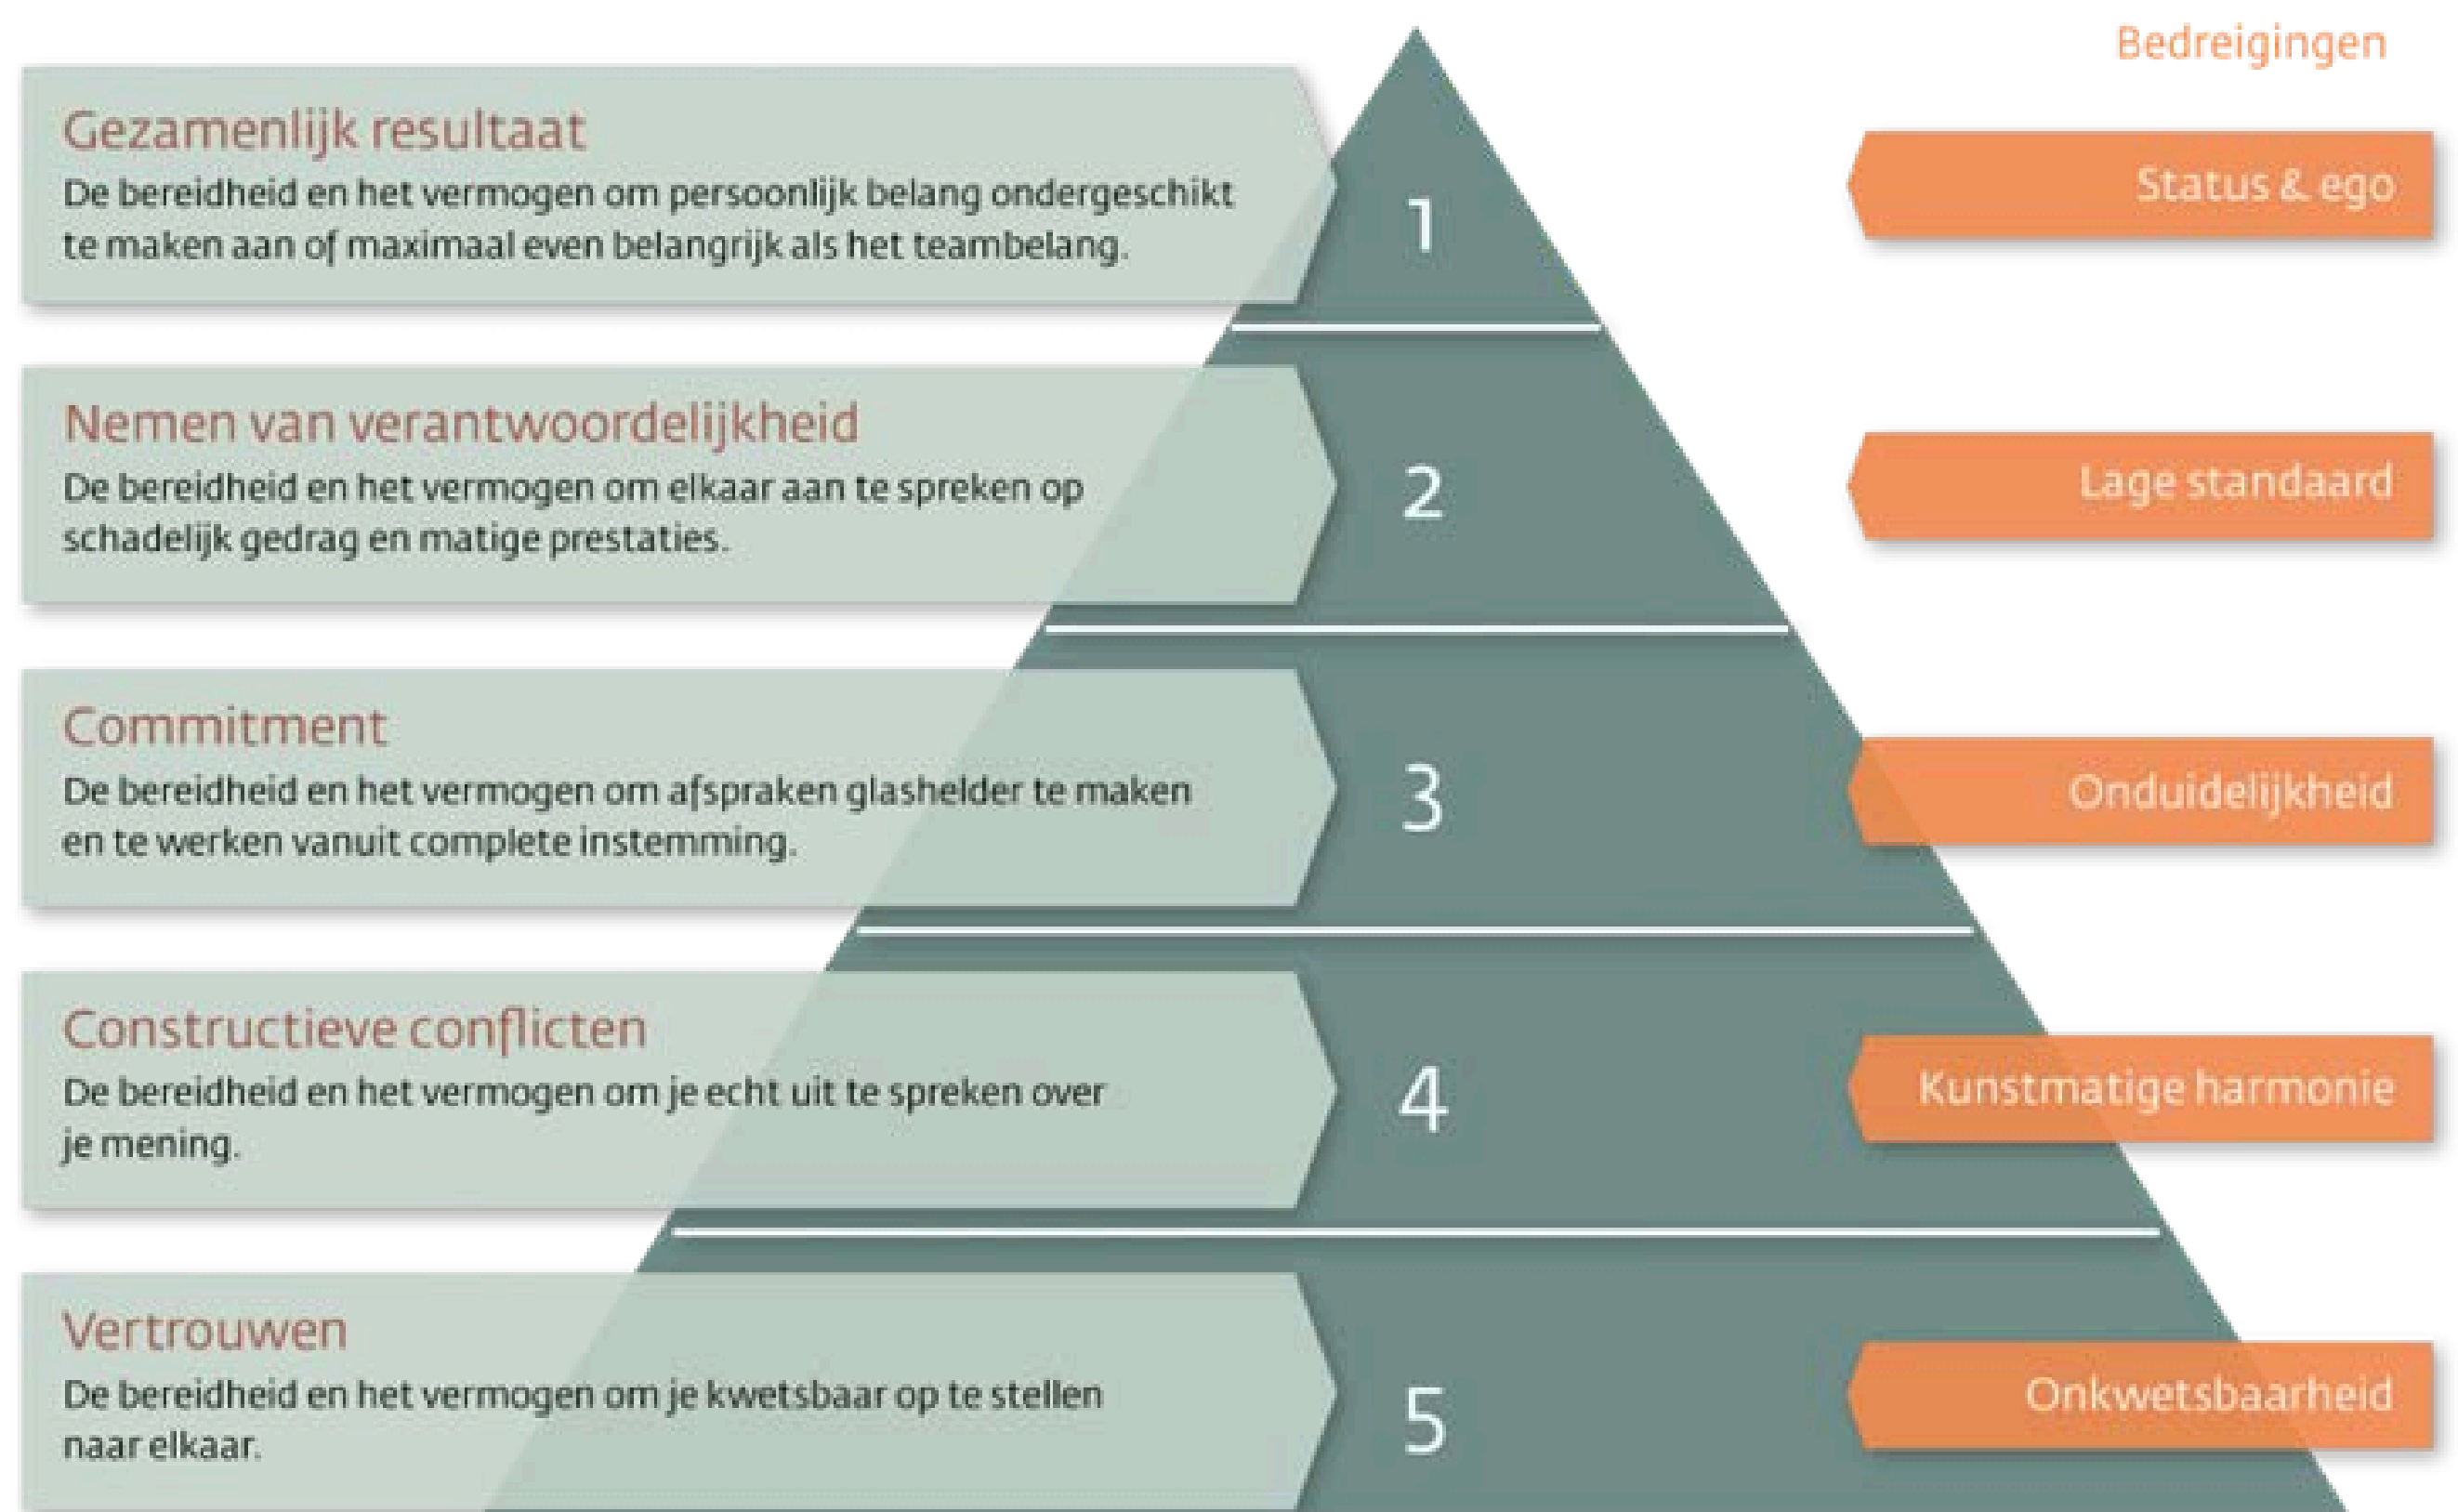 Bedreigingen
Gezamenlijk resultaat
De bereidheid en het vermogen om persoonlijk belang ondergeschikt
te maken aan of maximaal even belangrijk als het teambelang.
1
Status & ego
Nemen van verantwoordelijkheid
De bereidheid en het vermogen om elkaar aan te spreken op
schadelijk gedrag en matige prestaties.
2
Lage standaard
Commitment
De bereidheid en het vermogen om afspraken glashelder te maken
en te werken vanuit complete instemming.
3
Onduidelijkheid
Constructieve conflicten
De bereidheid en het vermogen om je echt uit te spreken over
je mening.
4
Kunstmatige harmonie
Vertrouwen
De bereidheid en het vermogen om je kwetsbaar op te stellen
naar elkaar.
5
Onkwetsbaarheid